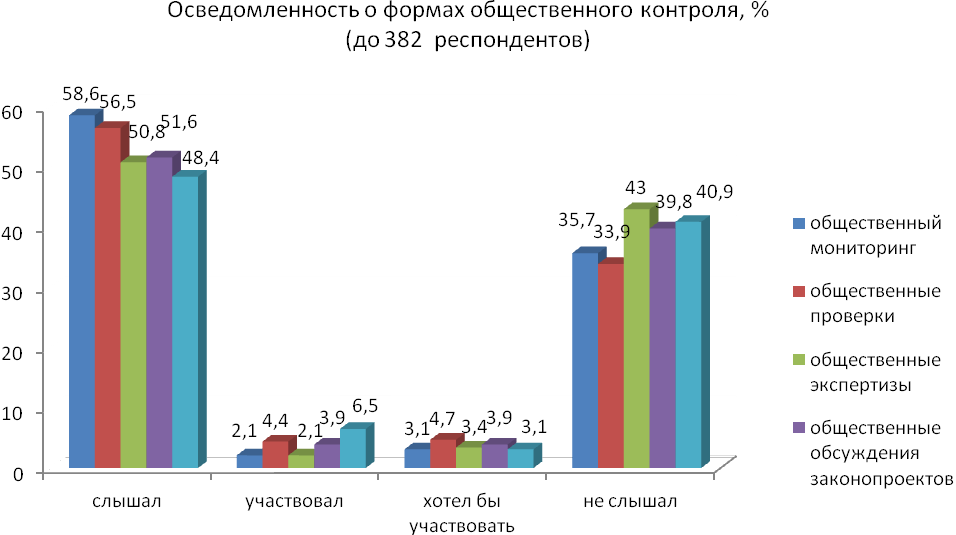 Осведомленность о формах общественного контроля, %
(до 382 респондентов)
58,6
56,5
50,8
51,6
48,4
2,1
4,4
2,1
3,9
6,5
3,1
4,7
3,4
3,9
3,1
35,7
33,9
43
39,8
40,9
60
50
40
30
20
10
0
слышал
участвовал
хотел бы
участвовать
не слышал
общественный
мониторинг
общественные
проверки
общественные
экспертизы
общественные
обсуждения
законопроектов